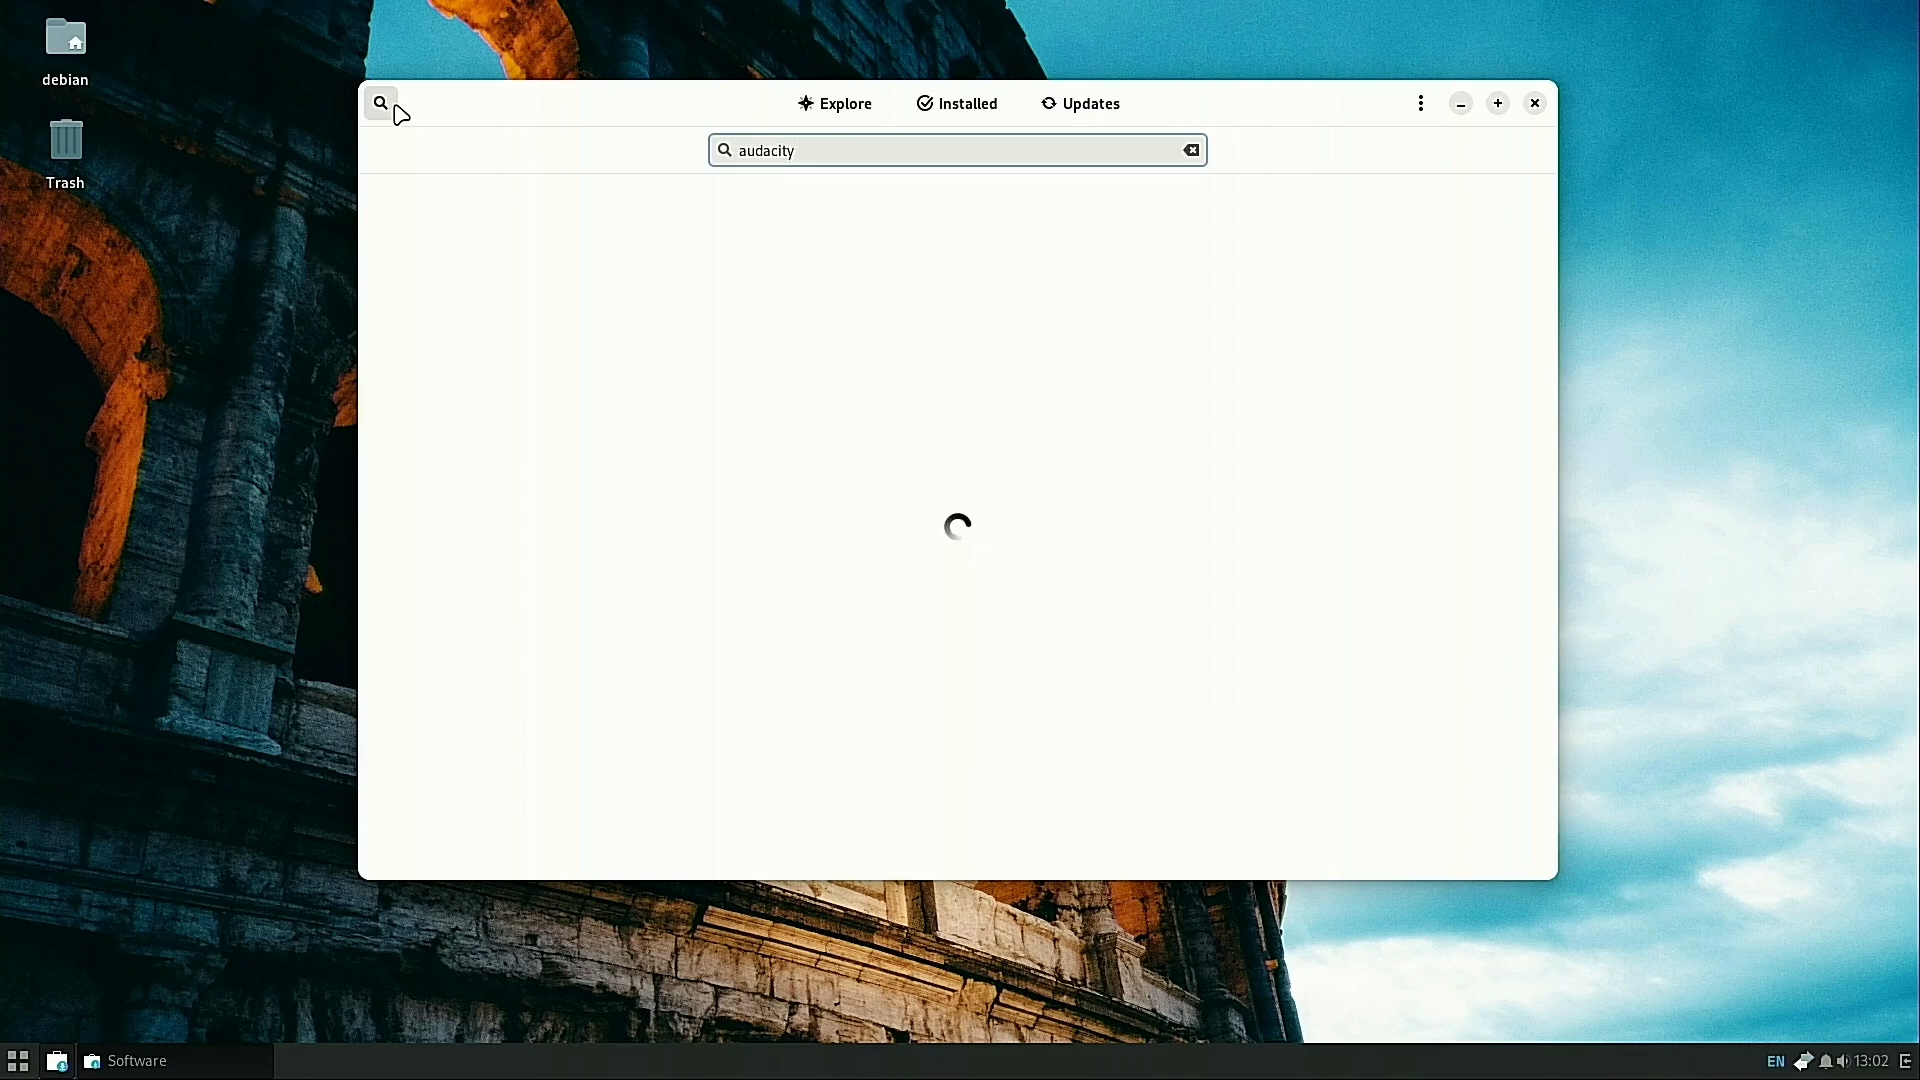 debian
Trash
Explore
Installed
Updates
audacity
Software
EN
13:02